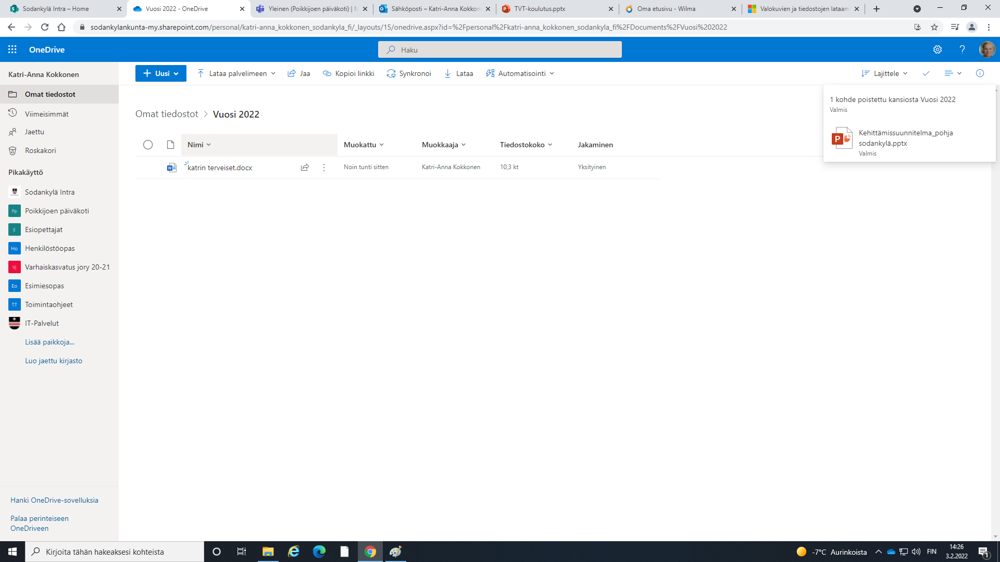 Sodankylä Intra – Home
Vuosi 2022 - OneDrive
Yleinen (Poikkijoen päiväkoti) | M
Sähköposti – Katri-Anna Kokkon
TVT-koulutus.pptx
Oma etusivu - Wilma
Valokuvien ja tiedostojen lataam
sodankylankunta-my.sharepoint.com/personal/katri-anna_kokkonen_sodankyla_fi/_layouts/15/onedrive.aspx?id=%2Fpersonal%2Fkatri-anna_kokkonen_sodankyla_fi%2FDocuments%2FVuosi%202022
OneDrive
Haku
Katri-Anna Kokkonen
Uusi
Lataa palvelimeen
Jaa
Kopioi linkki
Synkronoi
Lataa
Automatisointi
Lajittele
Omat tiedostot
Viimeisimmät
Jaettu
Roskakori
Pikakäyttö
Sodankylä Intra
Pp Poikkijoen päiväkoti
E Esiopettajat
Ho Henkilöstöopas
Vj Varhaiskasvatus jory 20-21
Eo Esimiesopas
TT Toimintaohjeet
IT-Palvelut
Lisää paikkoja...
Luo jaettu kirjasto
Hanki OneDrive-sovelluksia
Palaa perinteiseen
OneDriveen
Omat tiedostot > Vuosi 2022
Nimi
Muokattu
Muokkaaja
Tiedostokoko
Jakaminen
katrin terveiset.docx
Noin tunti sitten
Katri-Anna Kokkonen
10,3 kt
Yksityinen
1 kohde poistettu kansiosta Vuosi 2022
Valmis
Kehittämissuunnitelma_pohja
sodankylä.pptx
Valmis
Kirjoita tähän hakeaksesi kohteista
-7°C Aurinkoista
FIN
14:26
3.2.2022
1